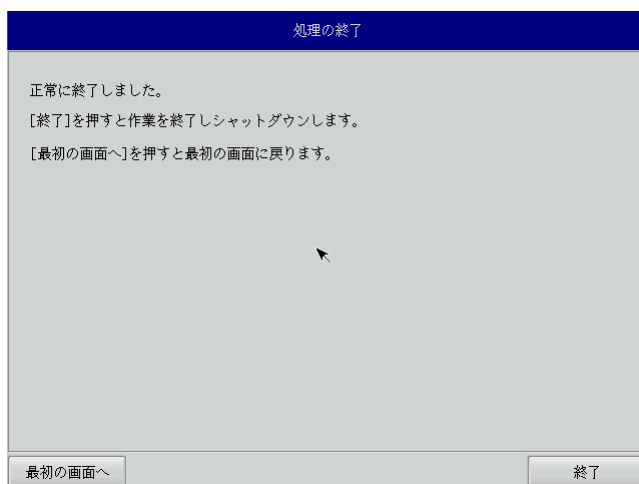 処理の終了
正常に終了しました。
[終了]を押すと作業を終了しシャットダウンします。
[最初の画面へ]を押すと最初の画面に戻ります。
最初の画面へ
終了